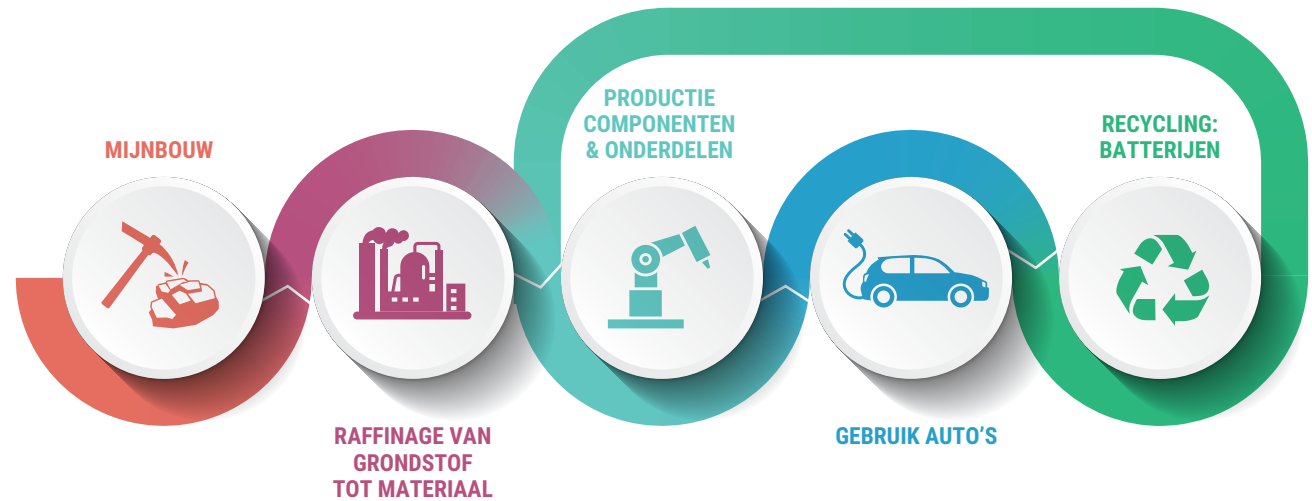 MIJNBOUW
RAFFINAGE VAN
GRONDSTOF
TOT MATERIAAL
PRODUCTIE
COMPONENTEN
& ONDERDELEN
GEBRUIK AUTO’S
RECYCLING:
BATTERIJEN